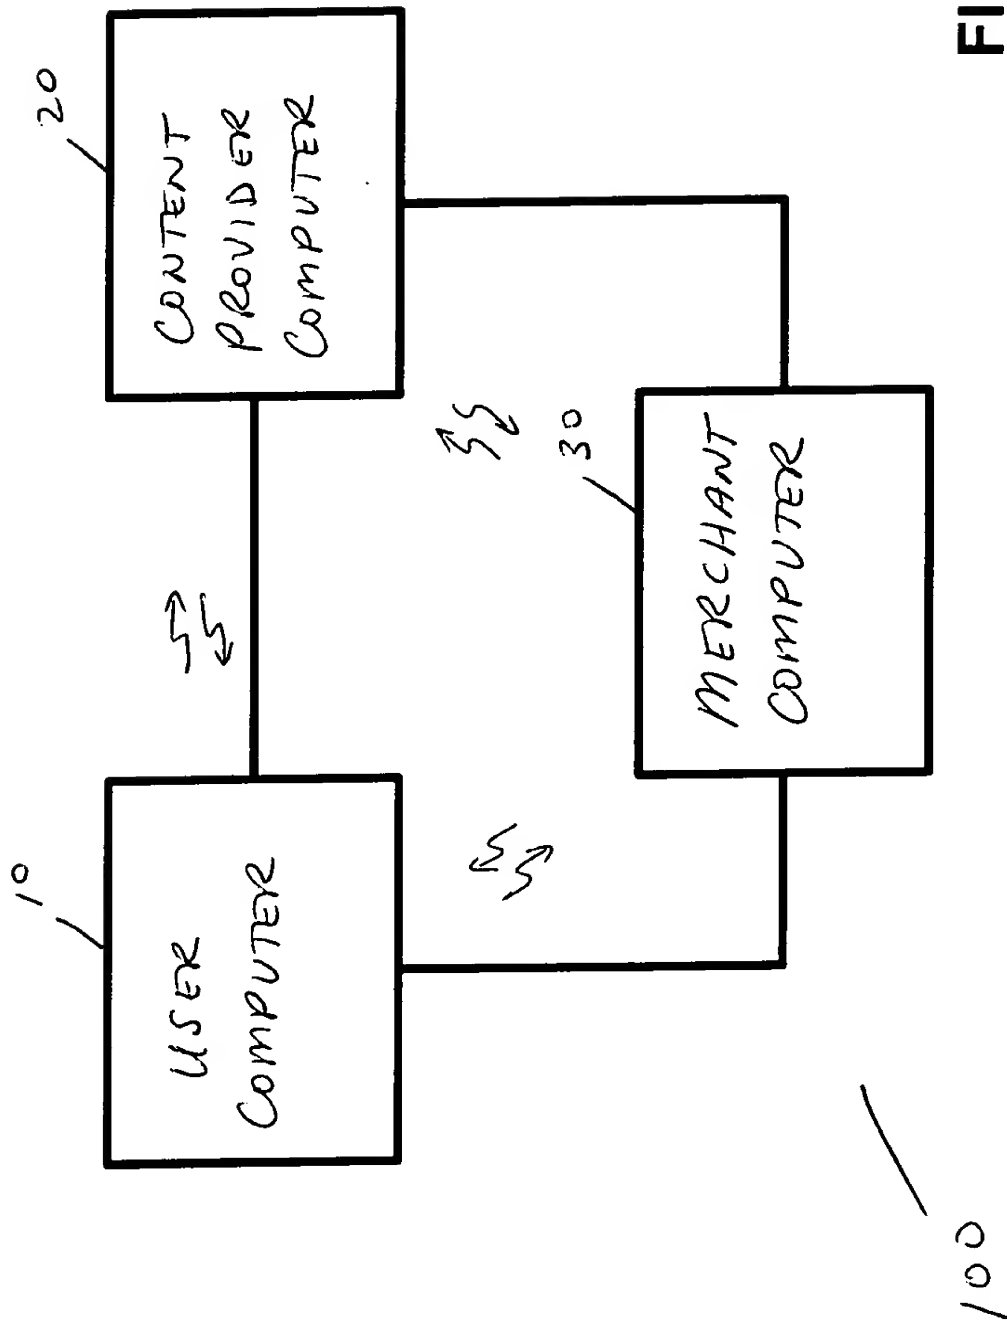 10
USER
COMPUTER
20
CONTENT
PROVIDER
COMPUTER
30
MERCHANT
COMPUTER
100
FI